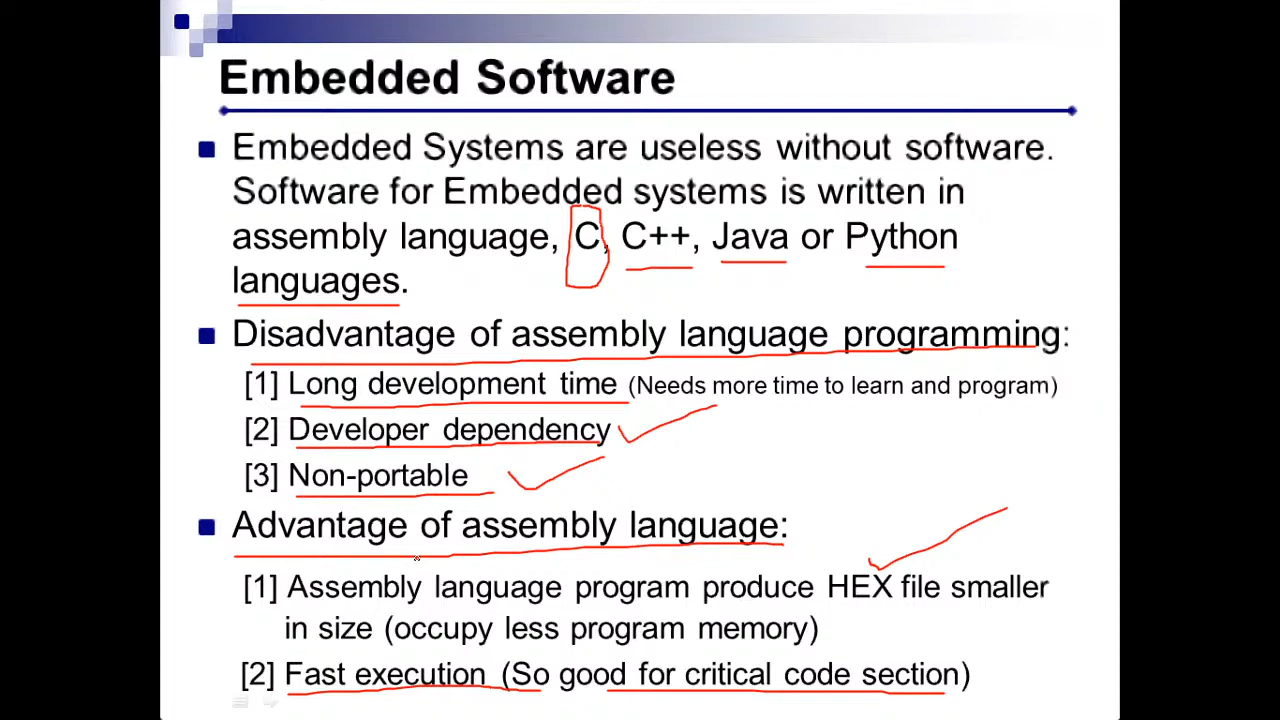 Embedded Software
Embedded Systems are useless without software.
Software for Embedded systems is written in
assembly language, C, C++, Java or Python
languages.
Disadvantage of assembly language programming:
[1] Long development time (Needs more time to learn and program)
[2] Developer dependency
[3] Non-portable
Advantage of assembly language:
[1] Assembly language program produce HEX file smaller
in size (occupy less program memory)
[2] Fast execution (So good for critical code section)